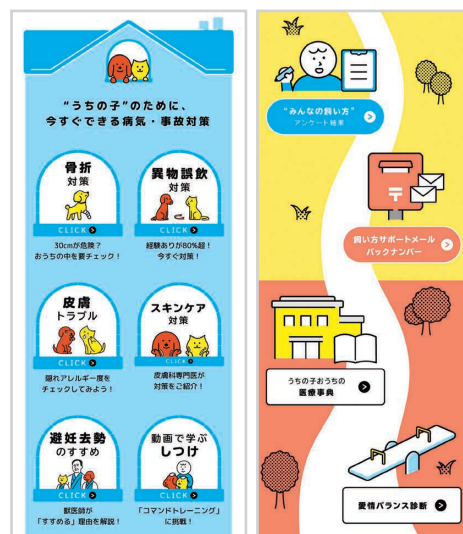 “うちの子”のために、
今すぐできる病気・事故対策
骨折
対策
CLICK
30cmが危険？
おうちの中を要チェック！
異物誤飲
対策
CLICK
経験ありが80%超！
今すぐ対策！
皮膚
トラブル
CLICK
隠れアレルギー度を
チェックしてみよう！
スキンケア
対策
CLICK
皮膚科専門医が
対策をご紹介！
避妊去勢
のすすめ
CLICK
獣医師が
「すすめる」理由を解説！
動画で学ぶ
しつけ
CLICK
「コマンドトレーニング」
に挑戦！
“みんなの飼い方”
アンケート結果
〒
飼い方サポートメール
バックナンバー
うちの子おうちの
医療事典
愛情バランス診断